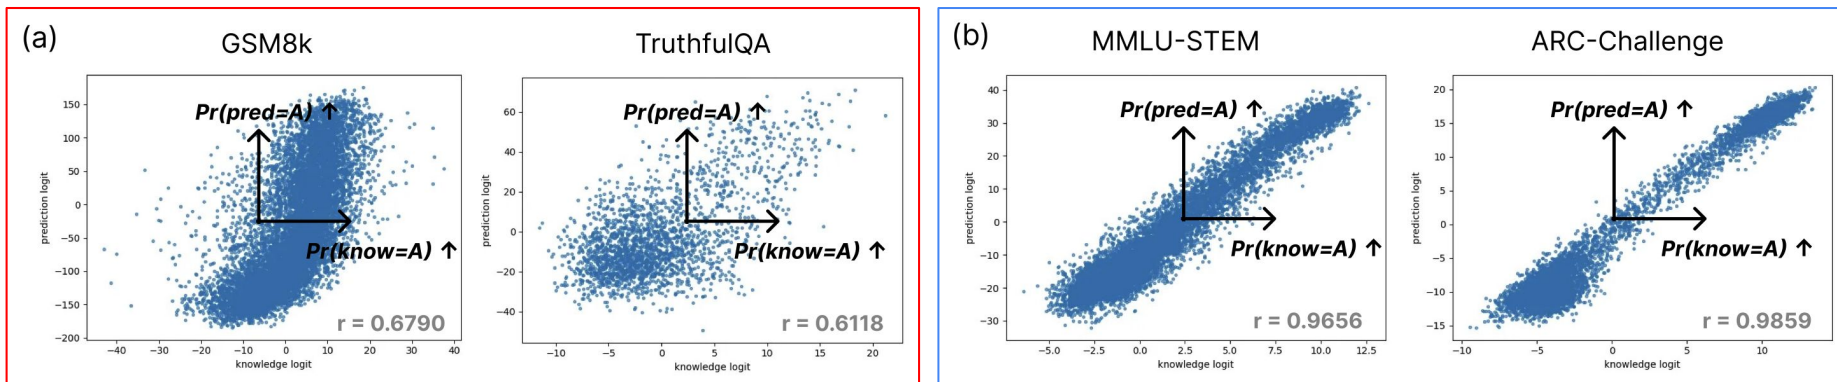 (a)
GSM8k
TruthfulQA
(b)
MMLU-STEM
ARC-Challenge
prediction logit
150
100
50
0
−50
−100
−150
−200
Pr(pred=A) ↑
Pr(know=A) ↑
r = 0.6790
−40 −30 −20 −10 0 10 20 30 40
knowledge logit
prediction logit
60
40
20
0
−20
−40
Pr(pred=A) ↑
Pr(know=A) ↑
r = 0.6118
−10 −5 0 5 10 15 20
knowledge logit
prediction logit
40
30
20
10
0
−10
−20
−30
Pr(pred=A) ↑
Pr(know=A) ↑
r = 0.9656
−5.0 −2.5 0.0 2.5 5.0 7.5 10.0 12.5
knowledge logit
prediction logit
20
15
10
5
0
−5
−10
−15
Pr(pred=A) ↑
Pr(know=A) ↑
r = 0.9859
−10 −5 0 5 10
knowledge logit